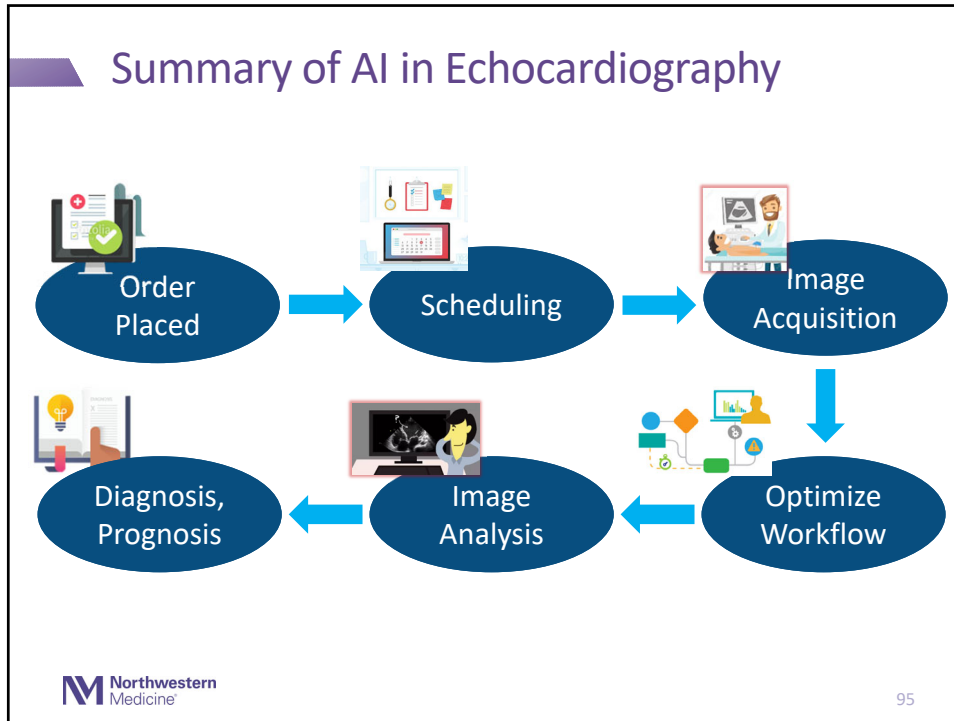 Summary of AI in Echocardiography
Order
Placed
Scheduling
Image
Acquisition
Diagnosis,
Prognosis
Image
Analysis
Optimize
Workflow
NM Northwestern
Medicine®
95